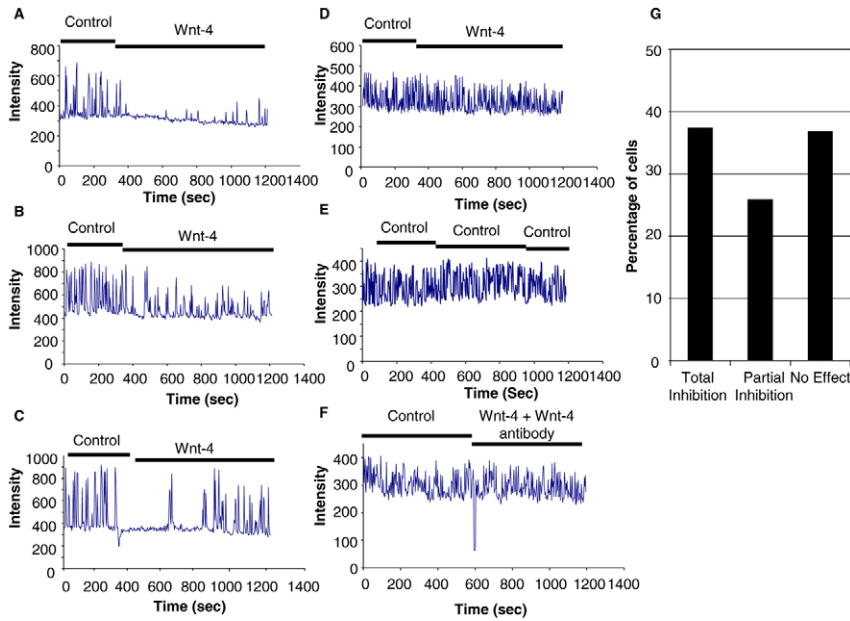 A
Control
Wnt-4
Intensity
800
600
400
200
0
0 200 400 600 800 1000 1200 1400
Time (sec)
B
Control
Wnt-4
Intensity
1000
800
600
400
200
0
0 200 400 600 800 1000 1200 1400
Time (sec)
C
Control
Wnt-4
Intensity
1000
800
600
400
200
0
0 200 400 600 800 1000 1200 1400
Time (sec)
D
Control
Wnt-4
Intensity
600
500
400
300
200
100
0
0 200 400 600 800 1000 1200 1400
Time (sec)
E
Control
Control
Control
Intensity
400
300
200
100
0
0 200 400 600 800 1000 1200 1400
Time (Sec)
F
Control
Wnt-4 + Wnt-4
antibody
Intensity
400
300
200
100
0
0 200 400 600 800 1000 1200 1400
Time (sec)
G
Percentage of cells
50
40
30
20
10
0
Total
Inhibition
Partial
Inhibition
No Effect